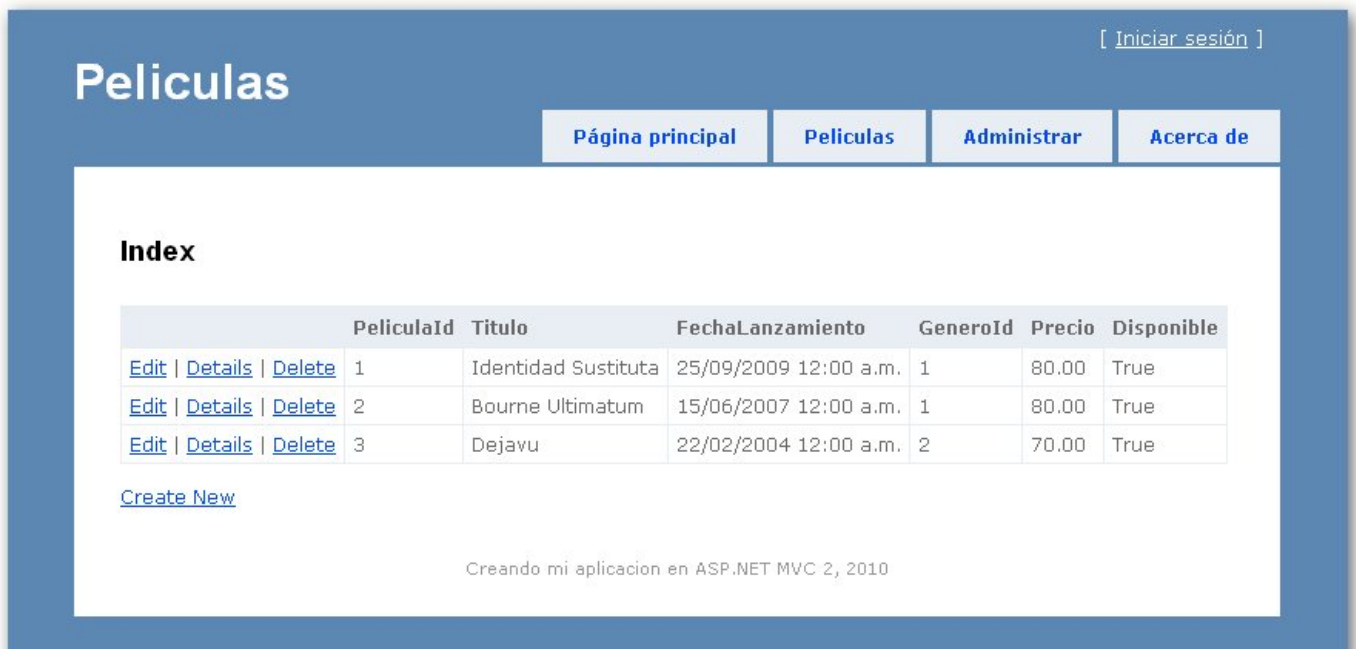 [ Iniciar sesión ]
Peliculas
Página principal Peliculas Administrar Acerca de
Index
PeliculaId Titulo FechaLanzamiento GeneroId Precio Disponible
Edit | Details | Delete 1 Identidad Sustituta 25/09/2009 12:00 a.m. 1 80.00 True
Edit | Details | Delete 2 Bourne Ultimatum 15/06/2007 12:00 a.m. 1 80.00 True
Edit | Details | Delete 3 Dejavu 22/02/2004 12:00 a.m. 2 70.00 True
Create New
Creando mi aplicacion en ASP.NET MVC 2, 2010